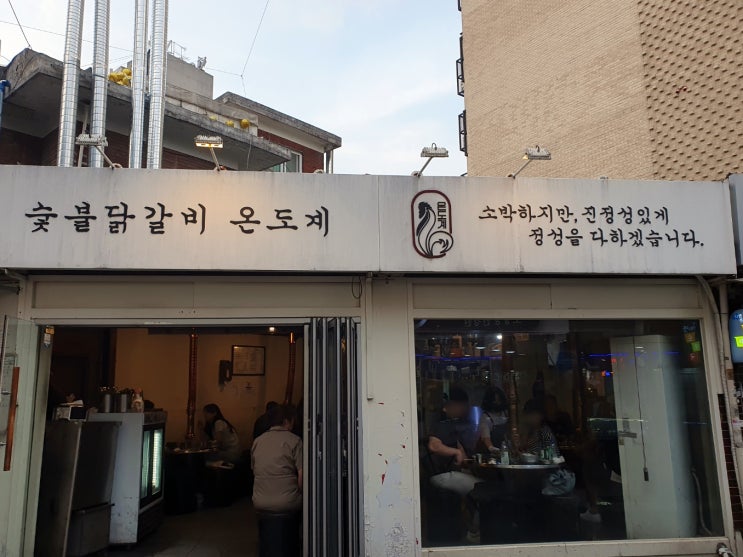 숯불닭갈비 온도계
온도계
소박하지만, 진정성있게
정성을 다하겠습니다.